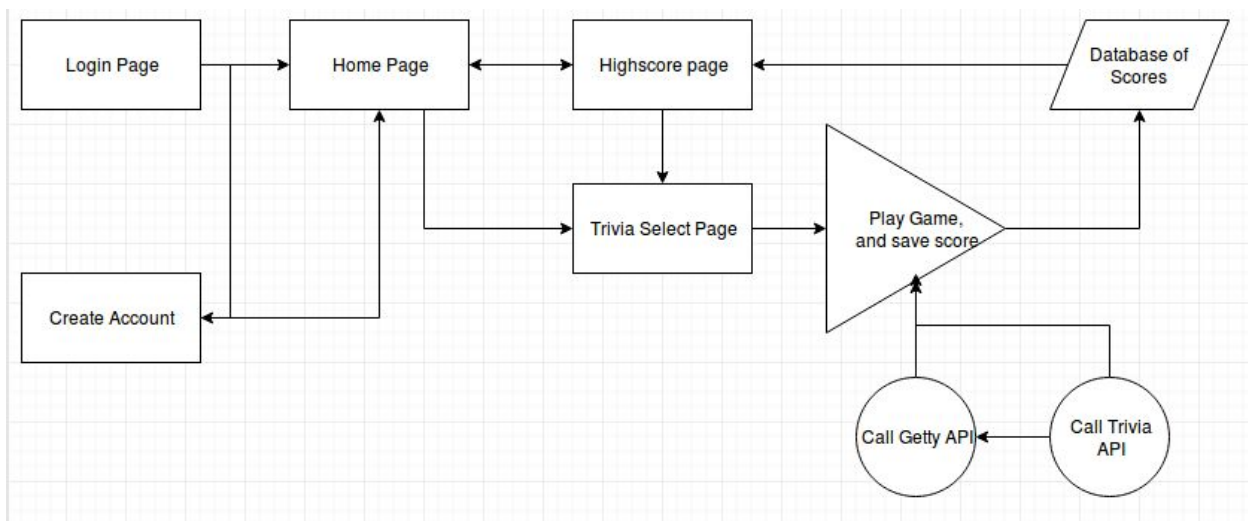 Login Page
Home Page
Highscore page
Database of
Scores
Trivia Select Page
Play Game,
and save score
Create Account
Call Getty API
Call Trivia
API